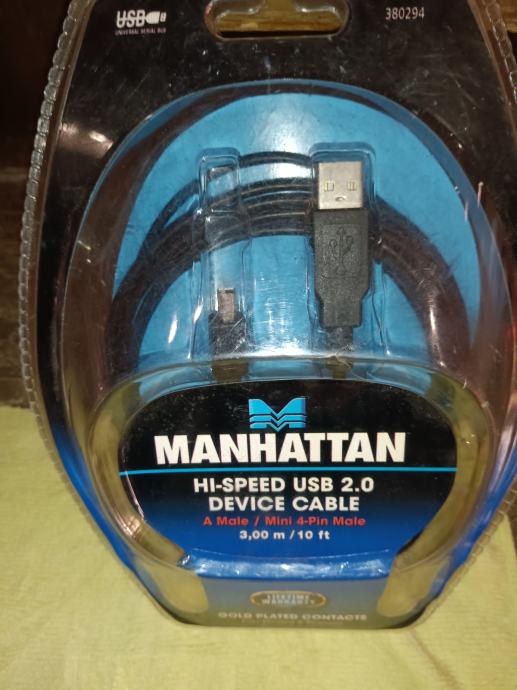 USB
UNIVERSAL SERIAL BUS
380294
MANHATTAN
HI-SPEED USB 2.0
DEVICE CABLE
A Male / Mini 4-Pin Male
3,00 m / 10 ft
LIFETIME
WARRANTY
GOLD PLATED CONTACTS